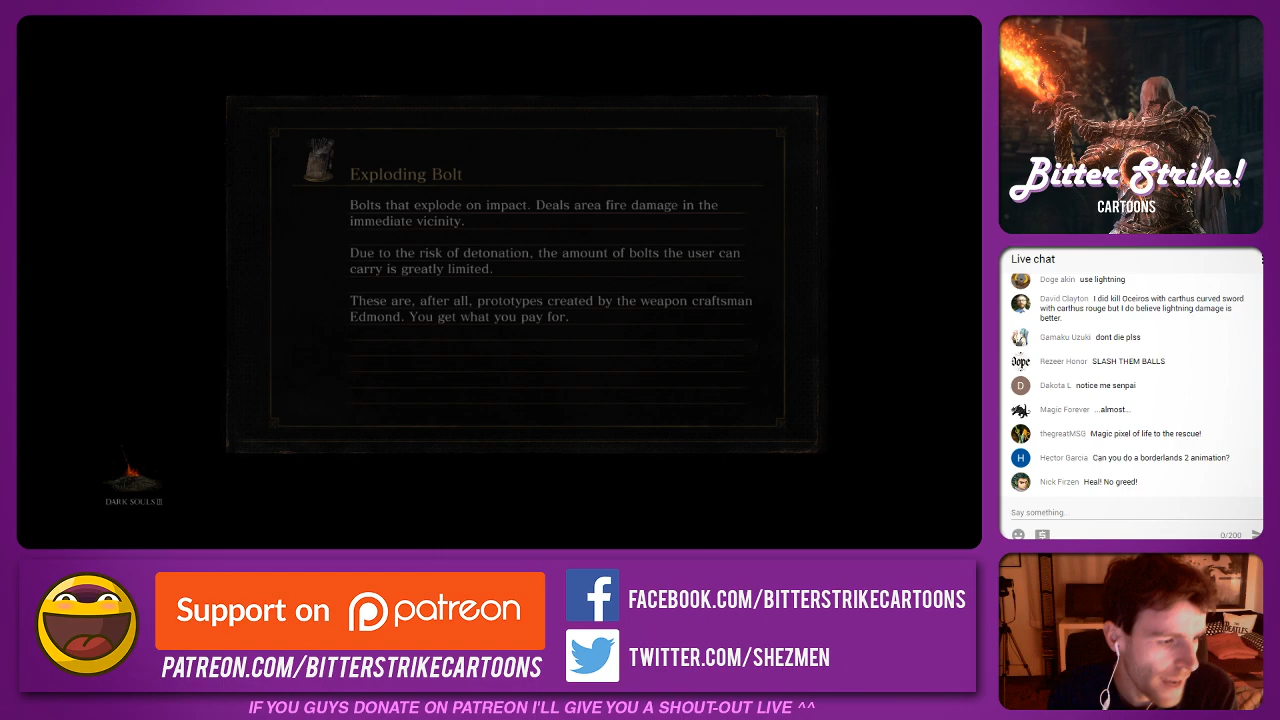 Exploding Bolt
Bolts that explode on impact. Deals area fire damage in the
immediate vicinity.
Due to the risk of detonation, the amount of bolts the user can
carry is greatly limited.
These are, after all, prototypes created by the weapon craftsman
Edmond. You get what you pay for.
DARK SOULS III
Bitter Strike!
CARTOONS
Live chat
Doge akin use lightning
David Clayton I did kill Oceiros with carthus curved sword
with carthus rouge but I do believe lightning damage is
better.
Gamaku Uzuki dont die plss
Rezeer Honor SLASH THEM BALLS
D Dakota L notice me senpai
Magic Forever ...almost...
thegreatMSG Magic pixel of life to the rescue!
H Hector Garcia Can you do a borderlands 2 animation?
Nick Firzen Heal! No greed!
Say something...
0/200
Support on patreon
PATREON.COM/BITTERSTRIKECARTOONS
FACEBOOK.COM/BITTERSTRIKECARTOONS
TWITTER.COM/SHEZMEN
IF YOU GUYS DONATE ON PATREON I'LL GIVE YOU A SHOUT-OUT LIVE ^^